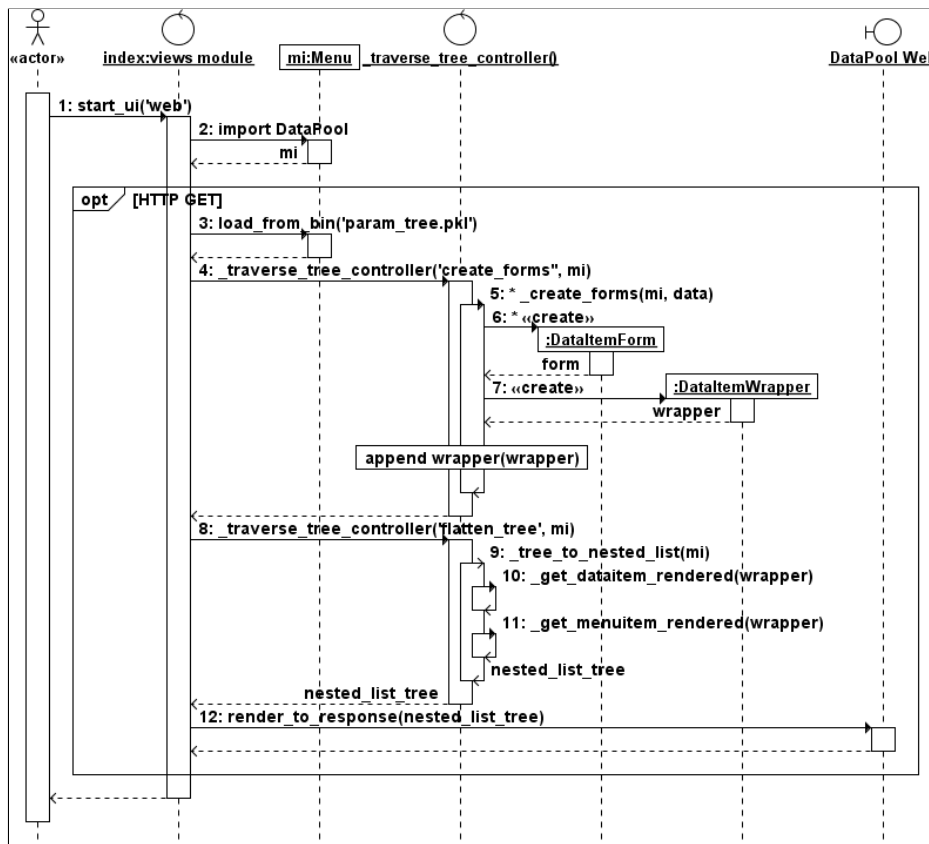 «actor»
index:views module
mi:Menu
_traverse_tree_controller()
DataPool Web
1: start_ui('web')
2: import DataPool
mi
opt
[HTTP GET]
3: load_from_bin('param_tree.pkl')
4: _traverse_tree_controller('create_forms", mi)
5: * _create_forms(mi, data)
6: * «create»
:DataItemForm
form
7: «create»
:DataItemWrapper
wrapper
append wrapper(wrapper)
8: _traverse_tree_controller('flatten_tree', mi)
9: _tree_to_nested_list(mi)
10: _get_dataitem_rendered(wrapper)
11: _get_menuitem_rendered(wrapper)
nested_list_tree
nested_list_tree
12: render_to_response(nested_list_tree)